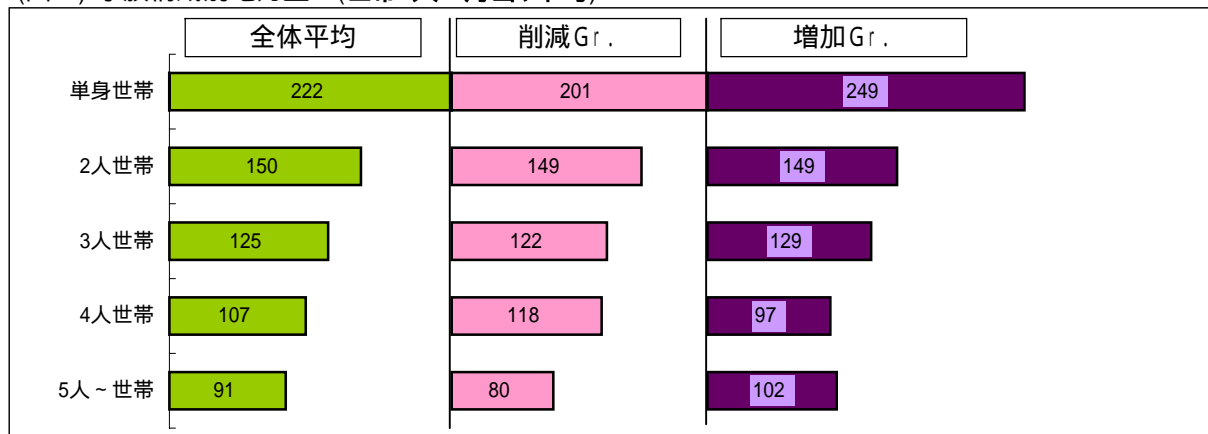 全体平均 削減Gr. 増加Gr.
単身世帯 222 201 249
2人世帯 150 149 149
3人世帯 125 122 129
4人世帯 107 118 97
5人~世帯 91 80 102